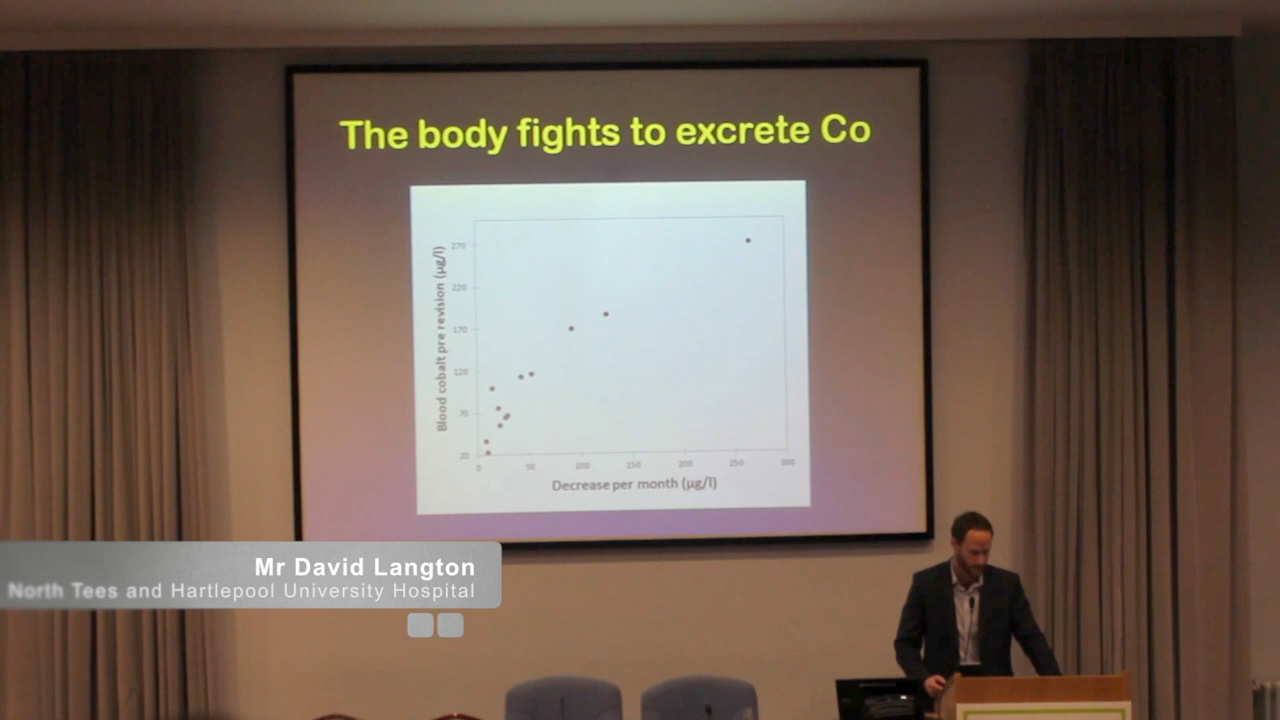 The body fights to excrete Co
Blood cobalt pre revision (µg/l)
270
220
170
120
70
20
0 50 100 150 200 250 300
Decrease per month (µg/l)
Mr David Langton
North Tees and Hartlepool University Hospital